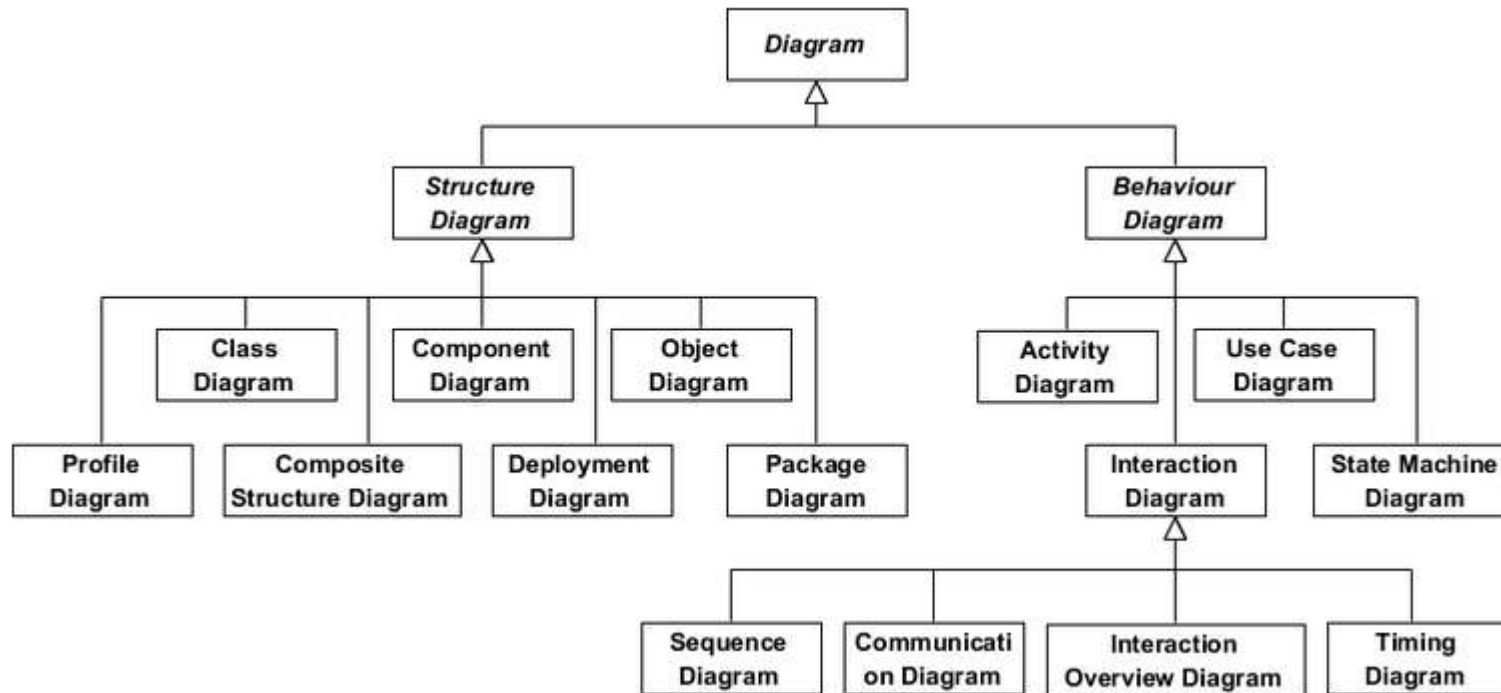 Diagram
Structure
Diagram
Behaviour
Diagram
Class
Diagram
Component
Diagram
Object
Diagram
Activity
Diagram
Use Case
Diagram
Profile
Diagram
Composite
Structure Diagram
Deployment
Diagram
Package
Diagram
Interaction
Diagram
State Machine
Diagram
Sequence
Diagram
Communicati
on Diagram
Interaction
Overview Diagram
Timing
Diagram